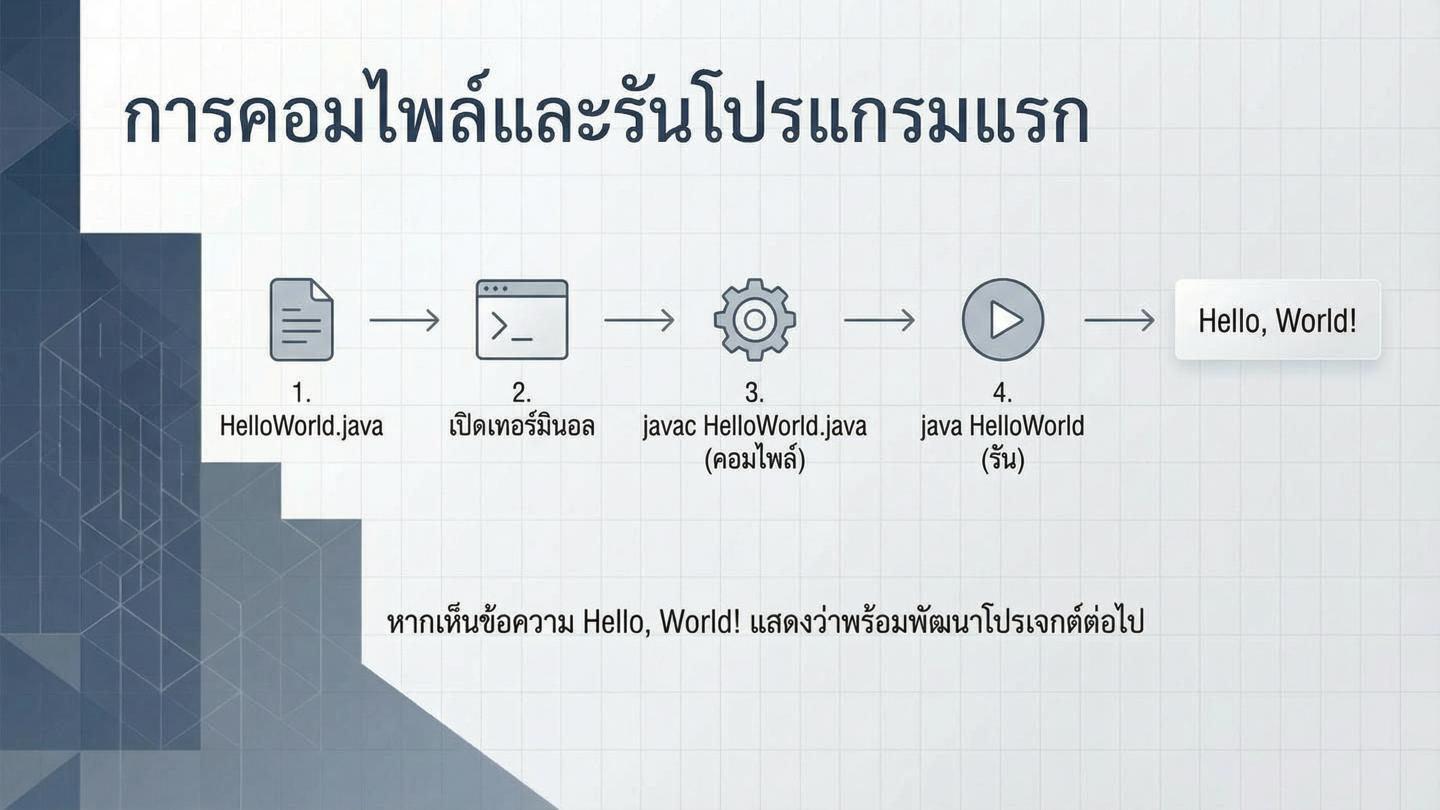 การคอมไพล์และรันโปรแกรมแรก
1.
HelloWorld.java
2.
เปิดเทอร์มินอล
3.
javac HelloWorld.java
(คอมไพล์)
4.
java HelloWorld
(รัน)
Hello, World!
หากเห็นข้อความ Hello, World! แสดงว่าพร้อมพัฒนาโปรเจกต์ต่อไป